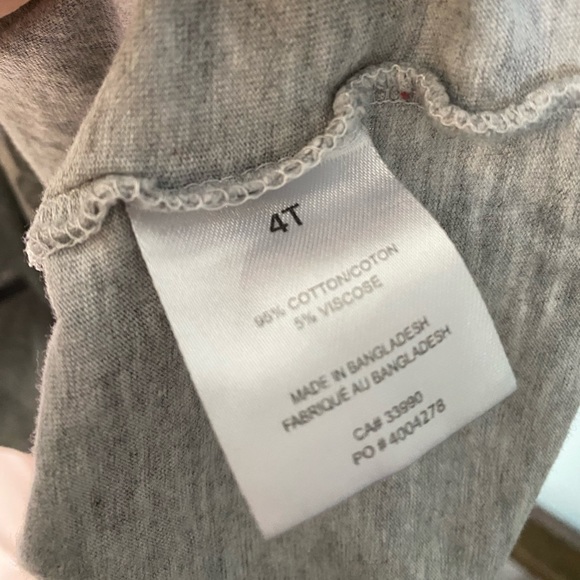 4T
95% COTTON/COTON
5% VISCOSE
MADE IN BANGLADESH
FABRIQUÉ AU BANGLADESH
CA# 33990
PO # 4004278